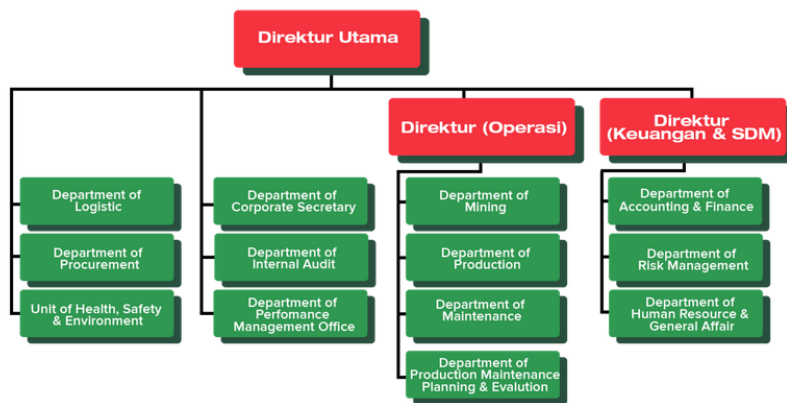 Direktur Utama
Direktur (Operasi)
Direktur
(Keuangan & SDM)
Department of
Logistic
Department of
Procurement
Unit of Health, Safety
& Environment
Department of
Corporate Secretary
Department of
Internal Audit
Department of
Perfomance
Management Office
Department of
Mining
Department of
Production
Department of
Maintenance
Department of
Production Maintenance
Planning & Evalution
Department of
Accounting & Finance
Department of
Risk Management
Department of
Human Resource &
General Affair